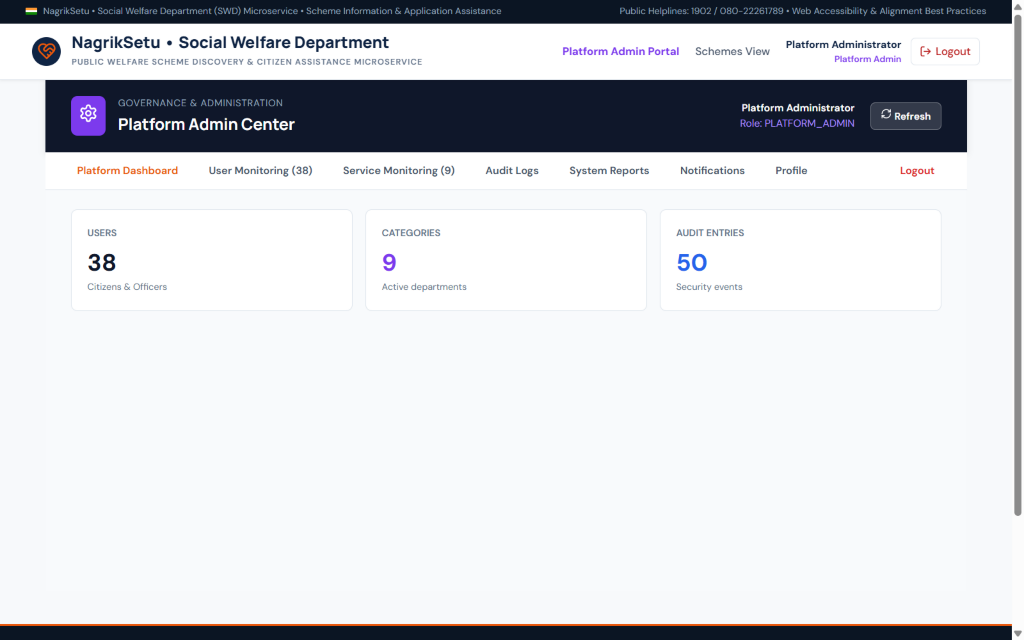 NagrikSetu • Social Welfare Department (SWD) Microservice • Scheme Information & Application Assistance
Public Helplines: 1902 / 080-22261789 • Web Accessibility & Alignment Best Practices
NagrikSetu • Social Welfare Department
PUBLIC WELFARE SCHEME DISCOVERY & CITIZEN ASSISTANCE MICROSERVICE
Platform Admin Portal
Schemes View
Platform Administrator
Platform Admin
Logout
GOVERNANCE & ADMINISTRATION
Platform Admin Center
Platform Administrator
Role: PLATFORM_ADMIN
Refresh
Platform Dashboard
User Monitoring (38)
Service Monitoring (9)
Audit Logs
System Reports
Notifications
Profile
Logout
USERS
38
Citizens & Officers
CATEGORIES
9
Active departments
AUDIT ENTRIES
50
Security events